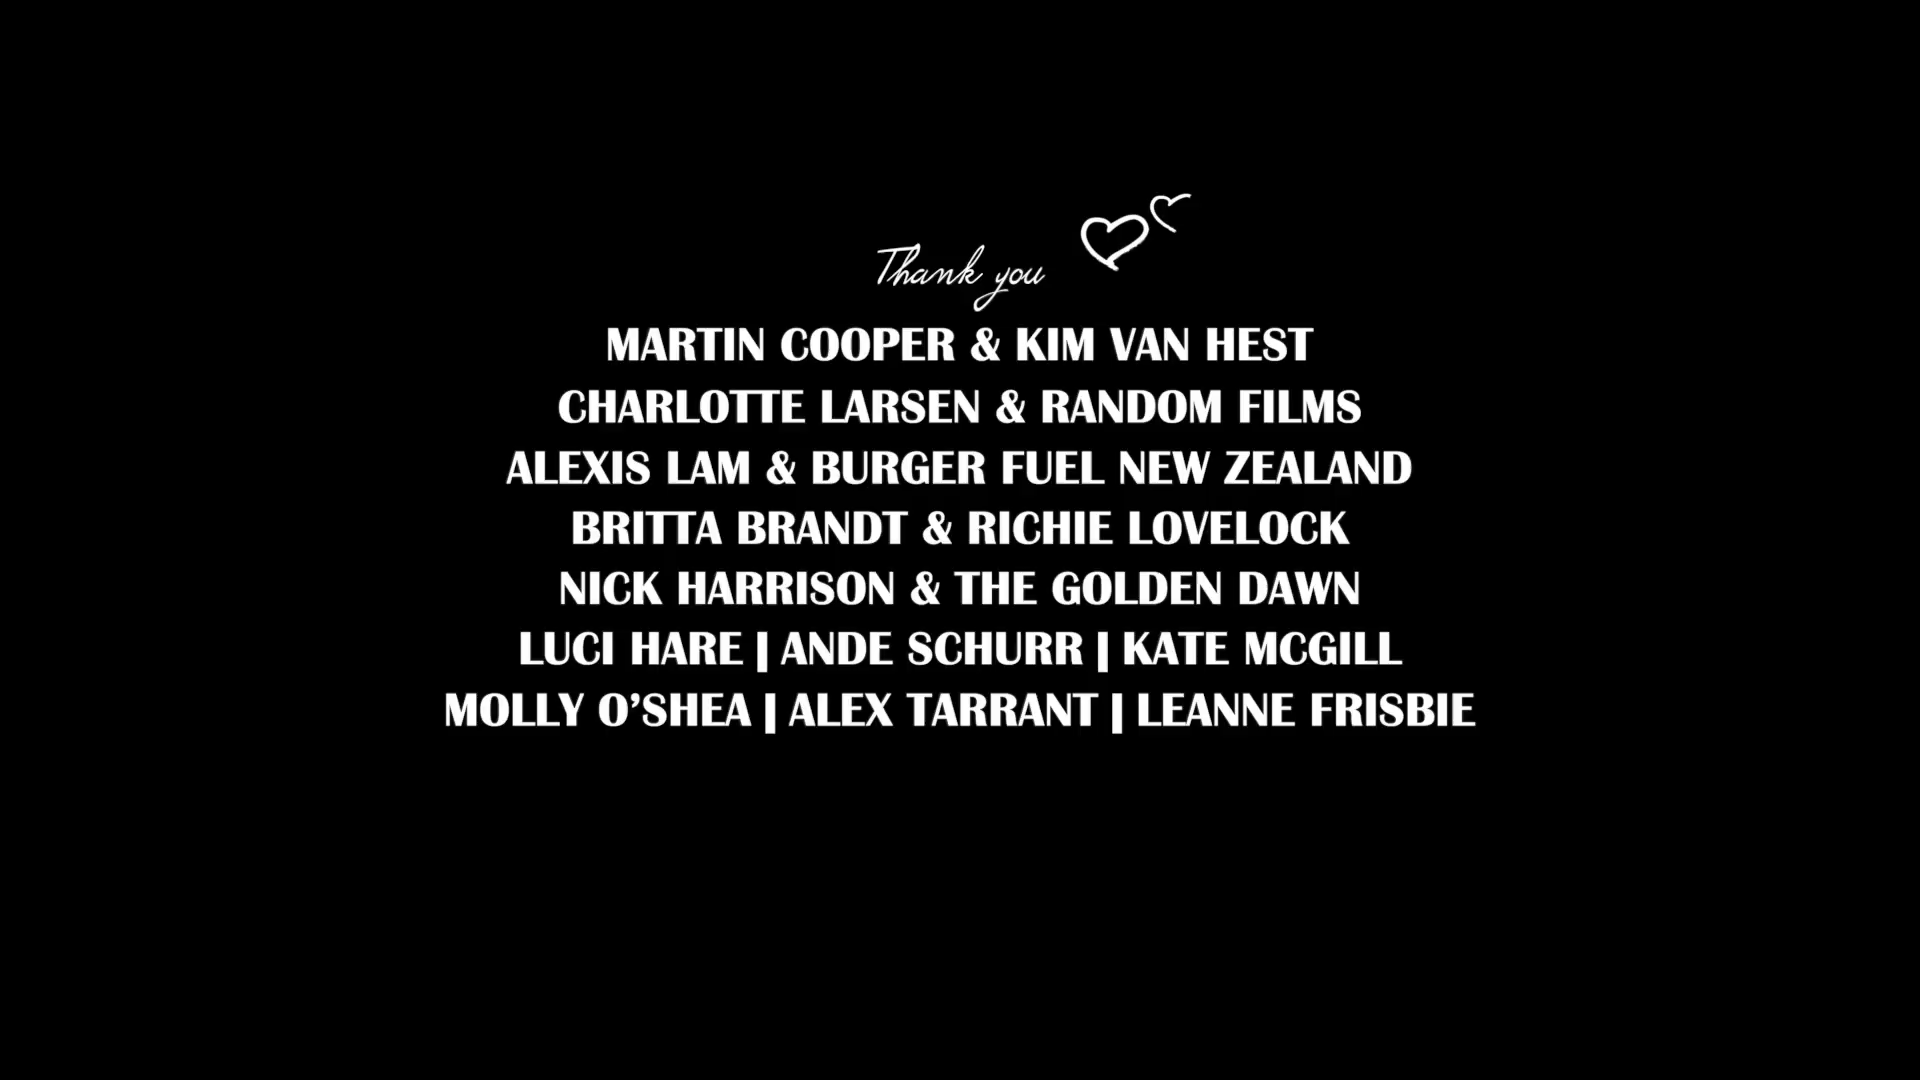 Thank you
MARTIN COOPER & KIM VAN HEST
CHARLOTTE LARSEN & RANDOM FILMS
ALEXIS LAM & BURGER FUEL NEW ZEALAND
BRITTA BRANDT & RICHIE LOVELOCK
NICK HARRISON & THE GOLDEN DAWN
LUCI HARE | ANDE SCHURR | KATE MCGILL
MOLLY O’SHEA | ALEX TARRANT | LEANNE FRISBIE